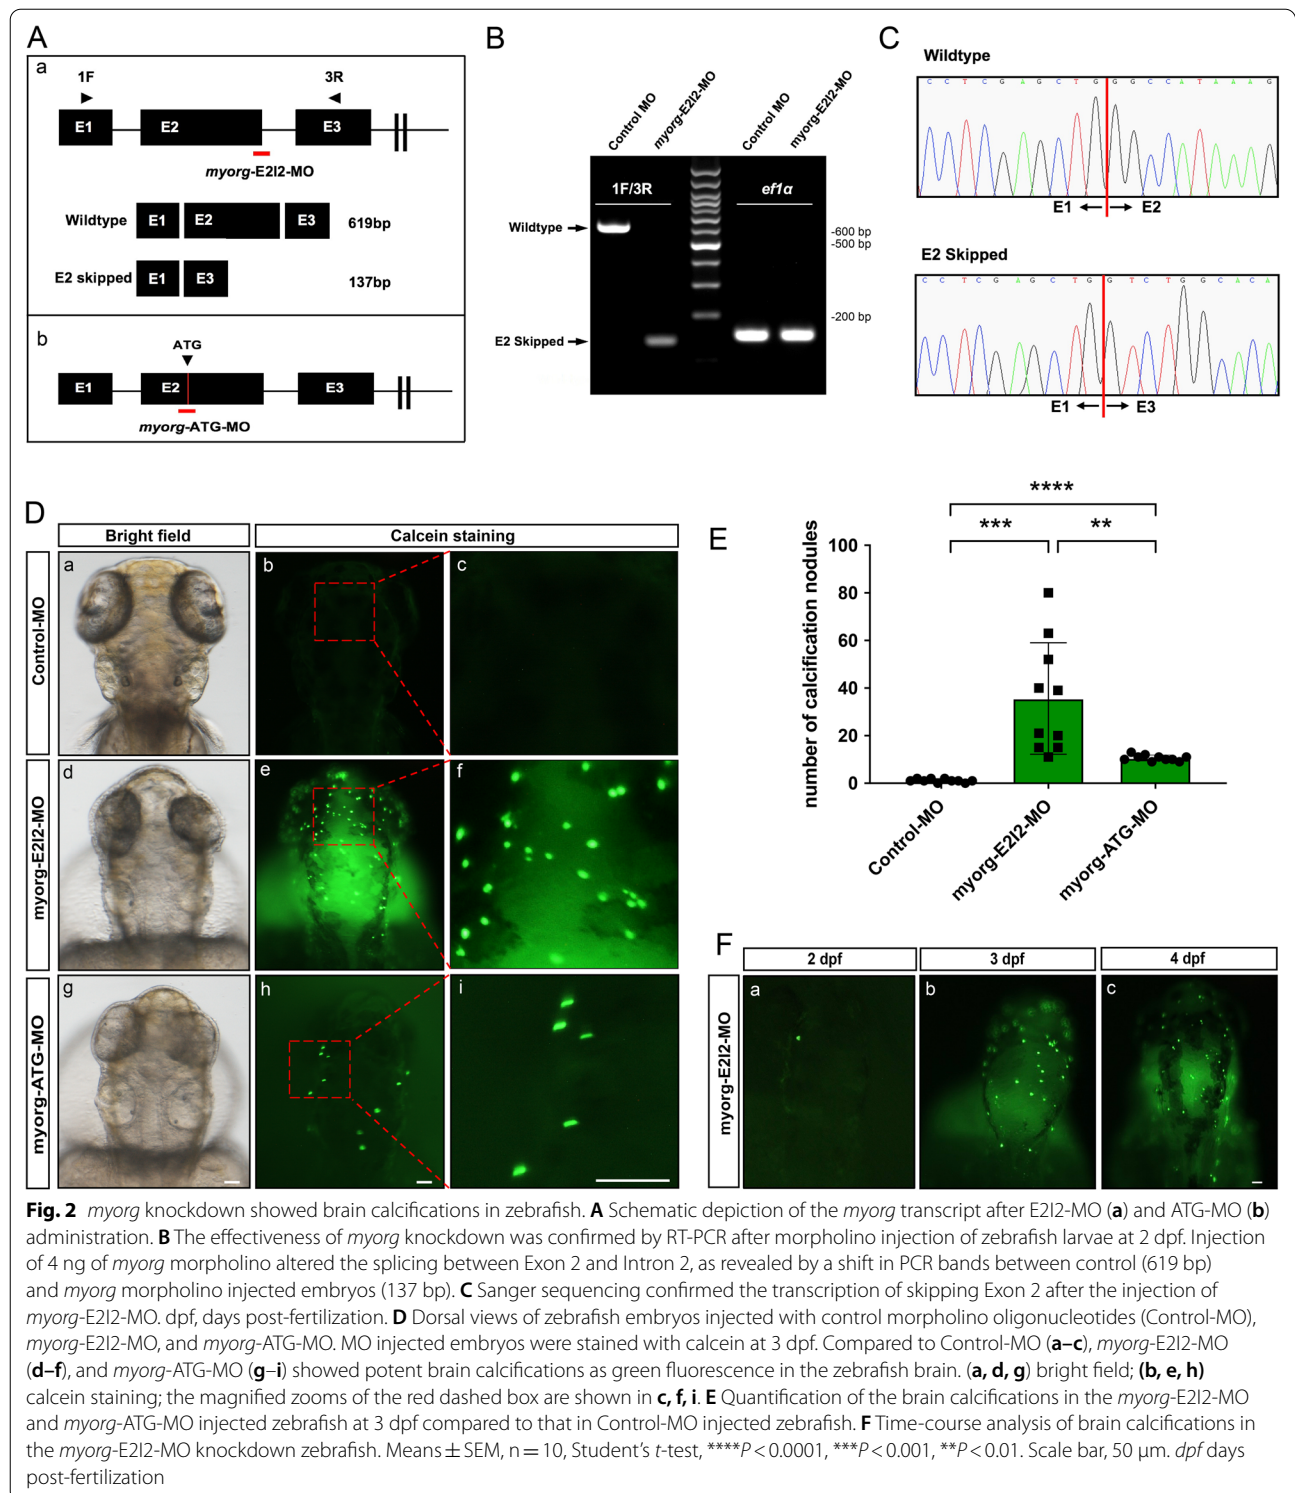 A
a
1F
3R
E1
E2
E3
myorg-E2I2-MO
Wildtype
E1
E2
E3
619bp
E2 skipped
E1
E3
137bp
b
ATG
E1
E2
E3
myorg-ATG-MO
B
Control MO
myorg-E2I2-MO
Control MO
myorg-E2I2-MO
1F/3R
ef1α
Wildtype
E2 Skipped
-600 bp
-500 bp
-200 bp
C
Wildtype
C C T C G A G C T G G G C C A T A A A G
E1
E2
E2 Skipped
C C T C G A G C T G G T C T G G C A C A
E1
E3
D
Bright field
Calcein staining
Control-MO
a
b
c
myorg-E2I2-MO
d
e
f
myorg-ATG-MO
g
h
i
E
****
***
**
number of calcification nodules
100
80
60
40
20
0
Control-MO
myorg-E2I2-MO
myorg-ATG-MO
F
2 dpf
3 dpf
4 dpf
myorg-E2I2-MO
a
b
c
Fig. 2 myorg knockdown showed brain calcifications in zebrafish. A Schematic depiction of the myorg transcript after E2I2-MO (a) and ATG-MO (b)
administration. B The effectiveness of myorg knockdown was confirmed by RT-PCR after morpholino injection of zebrafish larvae at 2 dpf. Injection
of 4 ng of myorg morpholino altered the splicing between Exon 2 and Intron 2, as revealed by a shift in PCR bands between control (619 bp)
and myorg morpholino injected embryos (137 bp). C Sanger sequencing confirmed the transcription of skipping Exon 2 after the injection of
myorg-E2I2-MO. dpf, days post-fertilization. D Dorsal views of zebrafish embryos injected with control morpholino oligonucleotides (Control-MO),
myorg-E2I2-MO, and myorg-ATG-MO. MO injected embryos were stained with calcein at 3 dpf. Compared to Control-MO (a–c), myorg-E2I2-MO
(d–f), and myorg-ATG-MO (g–i) showed potent brain calcifications as green fluorescence in the zebrafish brain. (a, d, g) bright field; (b, e, h)
calcein staining; the magnified zooms of the red dashed box are shown in c, f, i. E Quantification of the brain calcifications in the myorg-E2I2-MO
and myorg-ATG-MO injected zebrafish at 3 dpf compared to that in Control-MO injected zebrafish. F Time-course analysis of brain calcifications in
the myorg-E2I2-MO knockdown zebrafish. Means ± SEM, n = 10, Student's t-test, ****P < 0.0001, ***P < 0.001, **P < 0.01. Scale bar, 50 μm. dpf days
post-fertilization